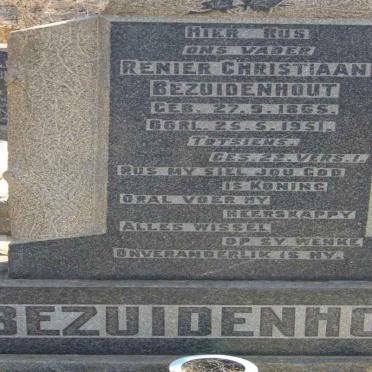 HIER RUS
ONS VADER
RENIER CHRISTIAAN
BEZUIDENHOUT
GEB. 27.9.1865.
OORL. 25.5.1951.
TOTSIENS.
GES. 22. VERS. 1.
RUS MY SIEL JOU GOD
IS KONING
ORAL VOER HY
HEERSKAPPY
ALLES WISSEL
OP SY WENKE
ONVERANDERLIK IS HY.
BEZUIDENHO